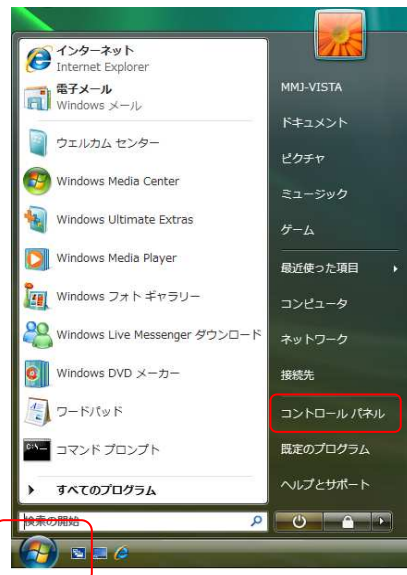 インターネット
Internet Explorer
電子メール
Windows メール
ウェルカム センター
Windows Media Center
Windows Ultimate Extras
Windows Media Player
Windows フォト ギャラリー
Windows Live Messenger ダウンロード
Windows DVD メーカー
ワードパッド
コマンド プロンプト
すべてのプログラム
検索の開始
MMJ-VISTA
ドキュメント
ピクチャ
ミュージック
ゲーム
最近使った項目
コンピュータ
ネットワーク
接続先
コントロール パネル
既定のプログラム
ヘルプとサポート